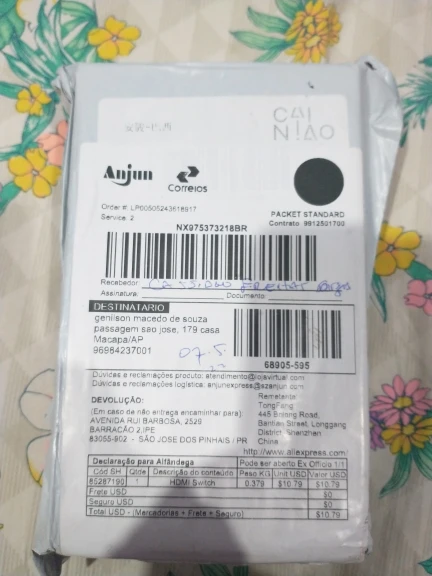 CAI
NIAO
Anjun
Correios
Order #: LP00505243618917
Service: 2
PACKET STANDARD
Contrato: 9912501700
NX975373218BR
Recebedor:
Assinatura: Documento:
DESTINATÁRIO
genilson macedo de souza
passagem sao jose, 179 casa
Macapa/AP
96984237001
07.5
68905-595
Dúvidas e reclamações produto: atendimento@lojavirtual.com
Dúvidas e reclamações logística: anjunexpress@szanjun.com
DEVOLUÇÃO:
(Em caso de não entrega encaminhar para):
AVENIDA RUI BARBOSA, 2529
BARRACÃO 2,IPE
83055-902 - SÃO JOSE DOS PINHAIS / PR
Remetente:
TongFang
445 Bulong Road,
Bantian Street, Longgang
District, Shenzhen
China
http://www.aliexpress.com/
Declaração para Alfândega Pode ser aberto Ex Officio 1/1
Cód SH Qtde Descrição do conteúdo Peso KG Unit USD Valor USD
85287190 1 HDMI Switch 0.379 $10.79 $10.79
Frete USD $0
Seguro USD $0
Total USD - (Mercadorias + Frete + Seguro) $10.79